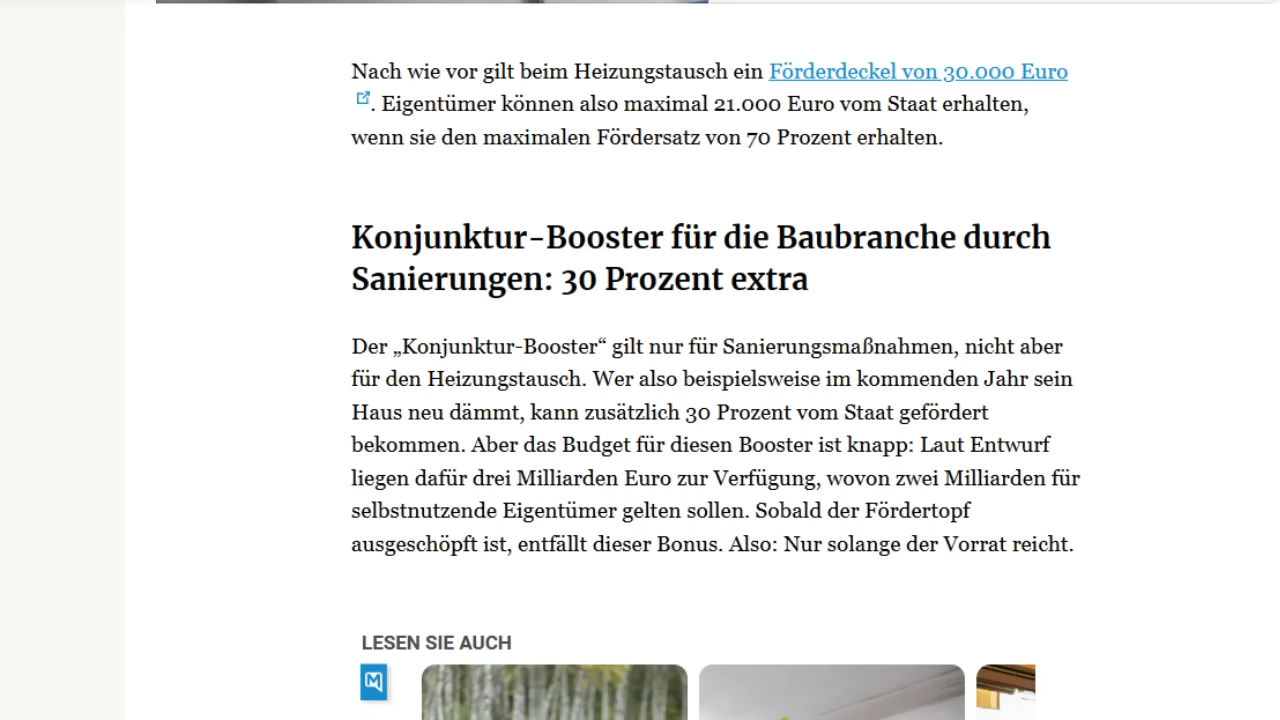 Nach wie vor gilt beim Heizungstausch ein Förderdeckel von 30.000 Euro
. Eigentümer können also maximal 21.000 Euro vom Staat erhalten,
wenn sie den maximalen Fördersatz von 70 Prozent erhalten.
Konjunktur-Booster für die Baubranche durch
Sanierungen: 30 Prozent extra
Der „Konjunktur-Booster“ gilt nur für Sanierungsmaßnahmen, nicht aber
für den Heizungstausch. Wer also beispielsweise im kommenden Jahr sein
Haus neu dämmt, kann zusätzlich 30 Prozent vom Staat gefördert
bekommen. Aber das Budget für diesen Booster ist knapp: Laut Entwurf
liegen dafür drei Milliarden Euro zur Verfügung, wovon zwei Milliarden für
selbstnutzende Eigentümer gelten sollen. Sobald der Fördertopf
ausgeschöpft ist, entfällt dieser Bonus. Also: Nur solange der Vorrat reicht.
LESEN SIE AUCH